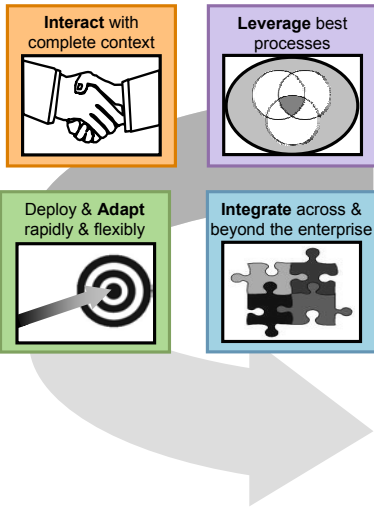 Interact with
complete context
Leverage best
processes
Deploy & Adapt
rapidly & flexibly
Integrate across &
beyond the enterprise